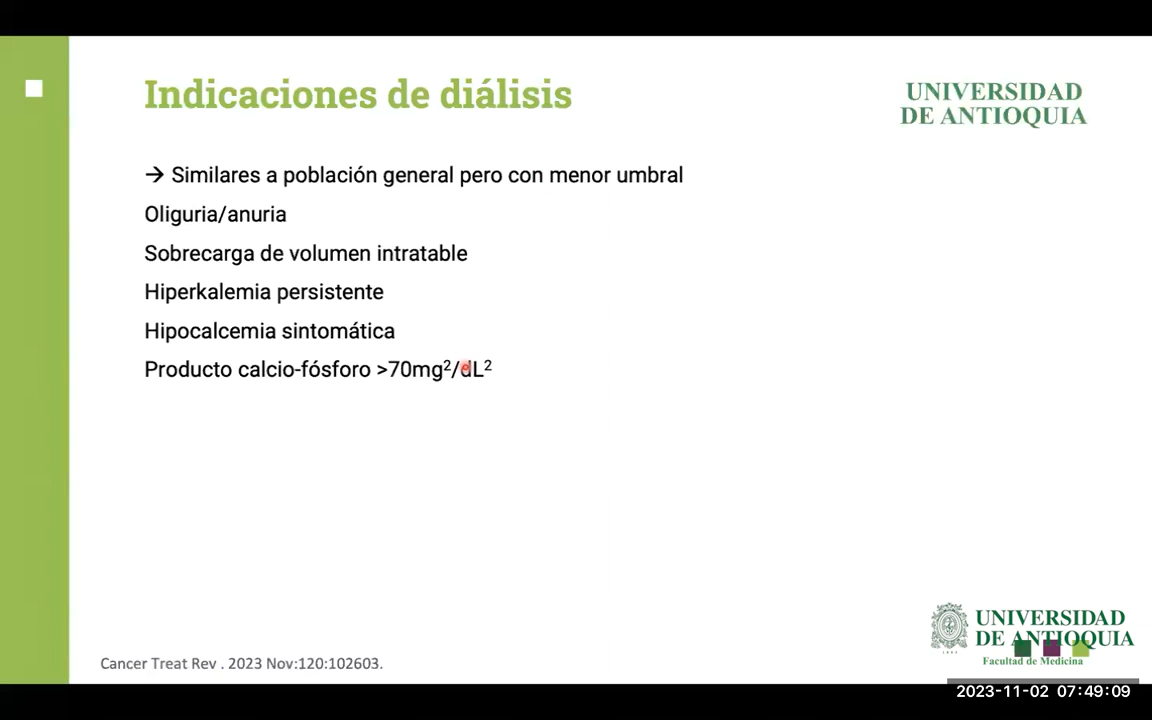 Indicaciones de diálisis
UNIVERSIDAD
DE ANTIOQUIA
→ Similares a población general pero con menor umbral
Oliguria/anuria
Sobrecarga de volumen intratable
Hiperkalemia persistente
Hipocalcemia sintomática
Producto calcio-fósforo >70mg²/dL²
UNIVERSIDAD
DE ANTIOQUIA
Facultad de Medicina
Cancer Treat Rev . 2023 Nov:120:102603.
2023-11-02 07:49:09